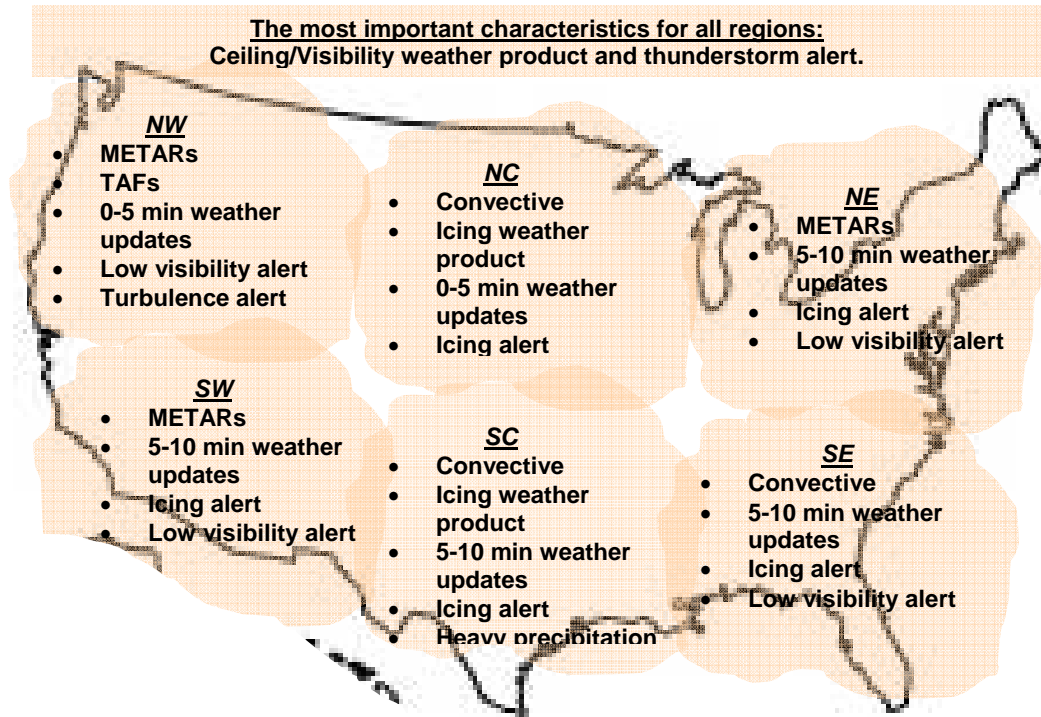 The most important characteristics for all regions:
Ceiling/Visibility weather product and thunderstorm alert.
NW
• METARs
• TAFs
• 0-5 min weather
updates
• Low visibility alert
• Turbulence alert
NC
• Convective
• Icing weather
product
• 0-5 min weather
updates
• Icing alert
NE
• METARs
• 5-10 min weather
updates
• Icing alert
• Low visibility alert
SW
• METARs
• 5-10 min weather
updates
• Icing alert
• Low visibility alert
SC
• Convective
• Icing weather
product
• 5-10 min weather
updates
• Icing alert
• Heavy precipitation
SE
• Convective
• 5-10 min weather
updates
• Icing alert
• Low visibility alert